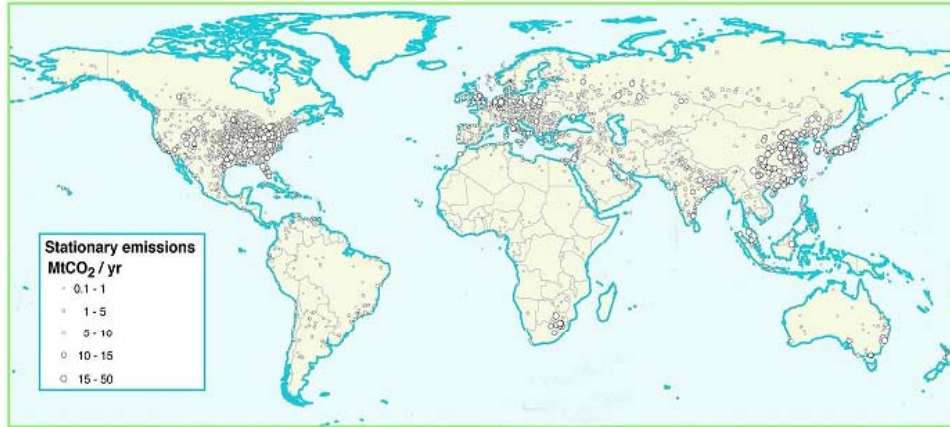 Stationary emissions
MtCO₂ / yr
0.1 - 1
1 - 5
5 - 10
10 - 15
15 - 50